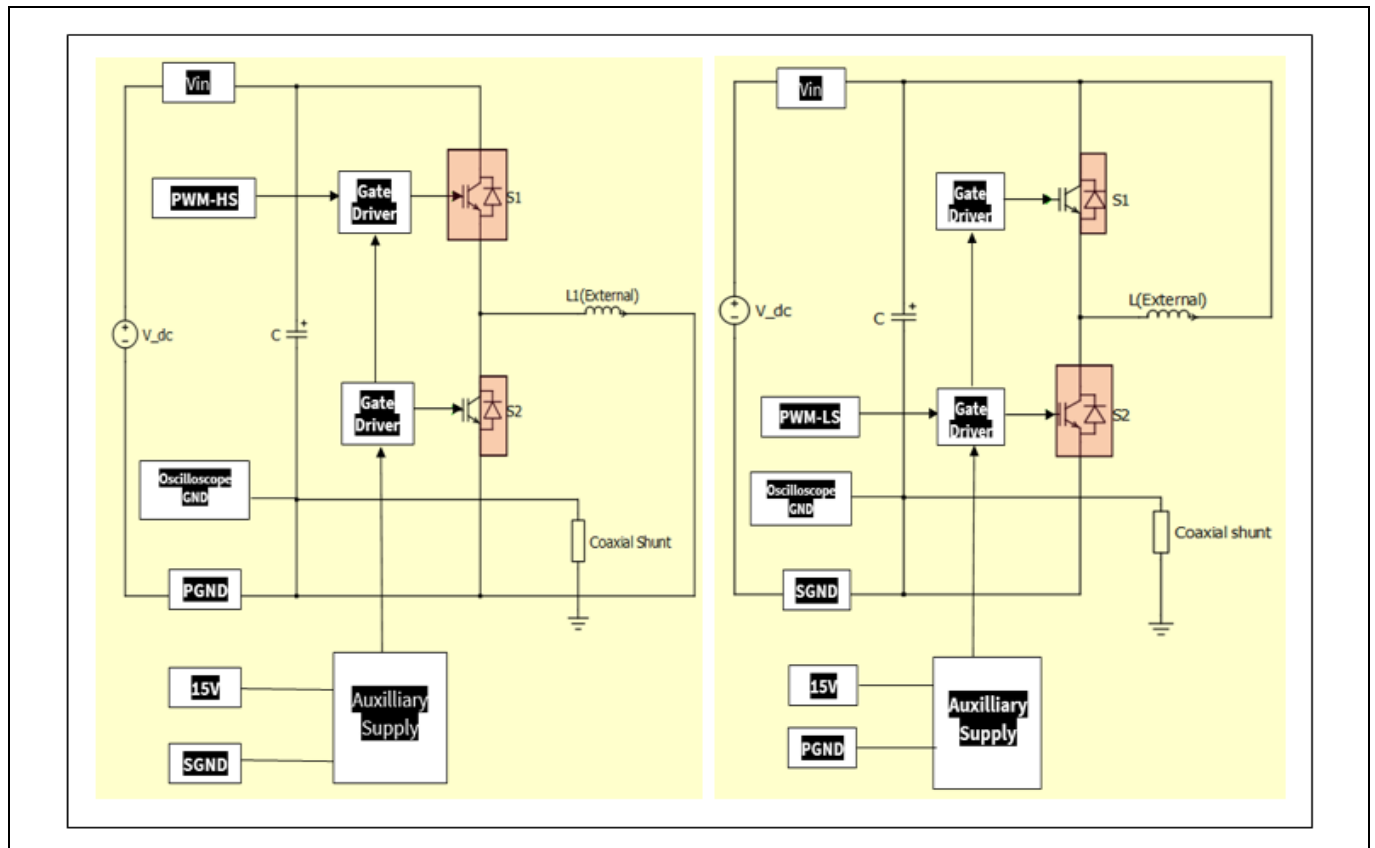 Vin
PWM-HS
Gate
Driver
S1
L1(External)
+
-
V_dc
C
+
Gate
Driver
S2
Oscilloscope
GND
Coaxial Shunt
PGND
15V
Auxilliary
Supply
SGND
Vin
Gate
Driver
S1
L(External)
+
-
V_dc
C
+
PWM-LS
Gate
Driver
S2
Oscilloscope
GND
Coaxial shunt
SGND
15V
Auxilliary
Supply
PGND